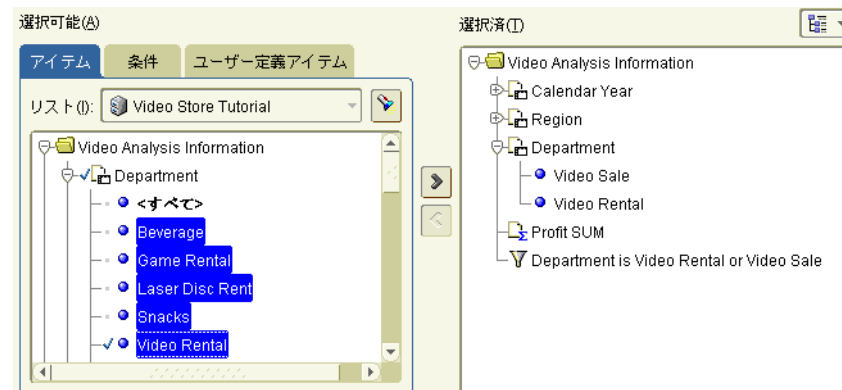 選択可能(A)
アイテム 条件 ユーザー定義アイテム
リスト(I): Video Store Tutorial
Video Analysis Information
Department
<すべて>
Beverage
Game Rental
Laser Disc Rent
Snacks
Video Rental
選択済(T)
Video Analysis Information
Calendar Year
Region
Department
Video Sale
Video Rental
Profit SUM
Department is Video Rental or Video Sale